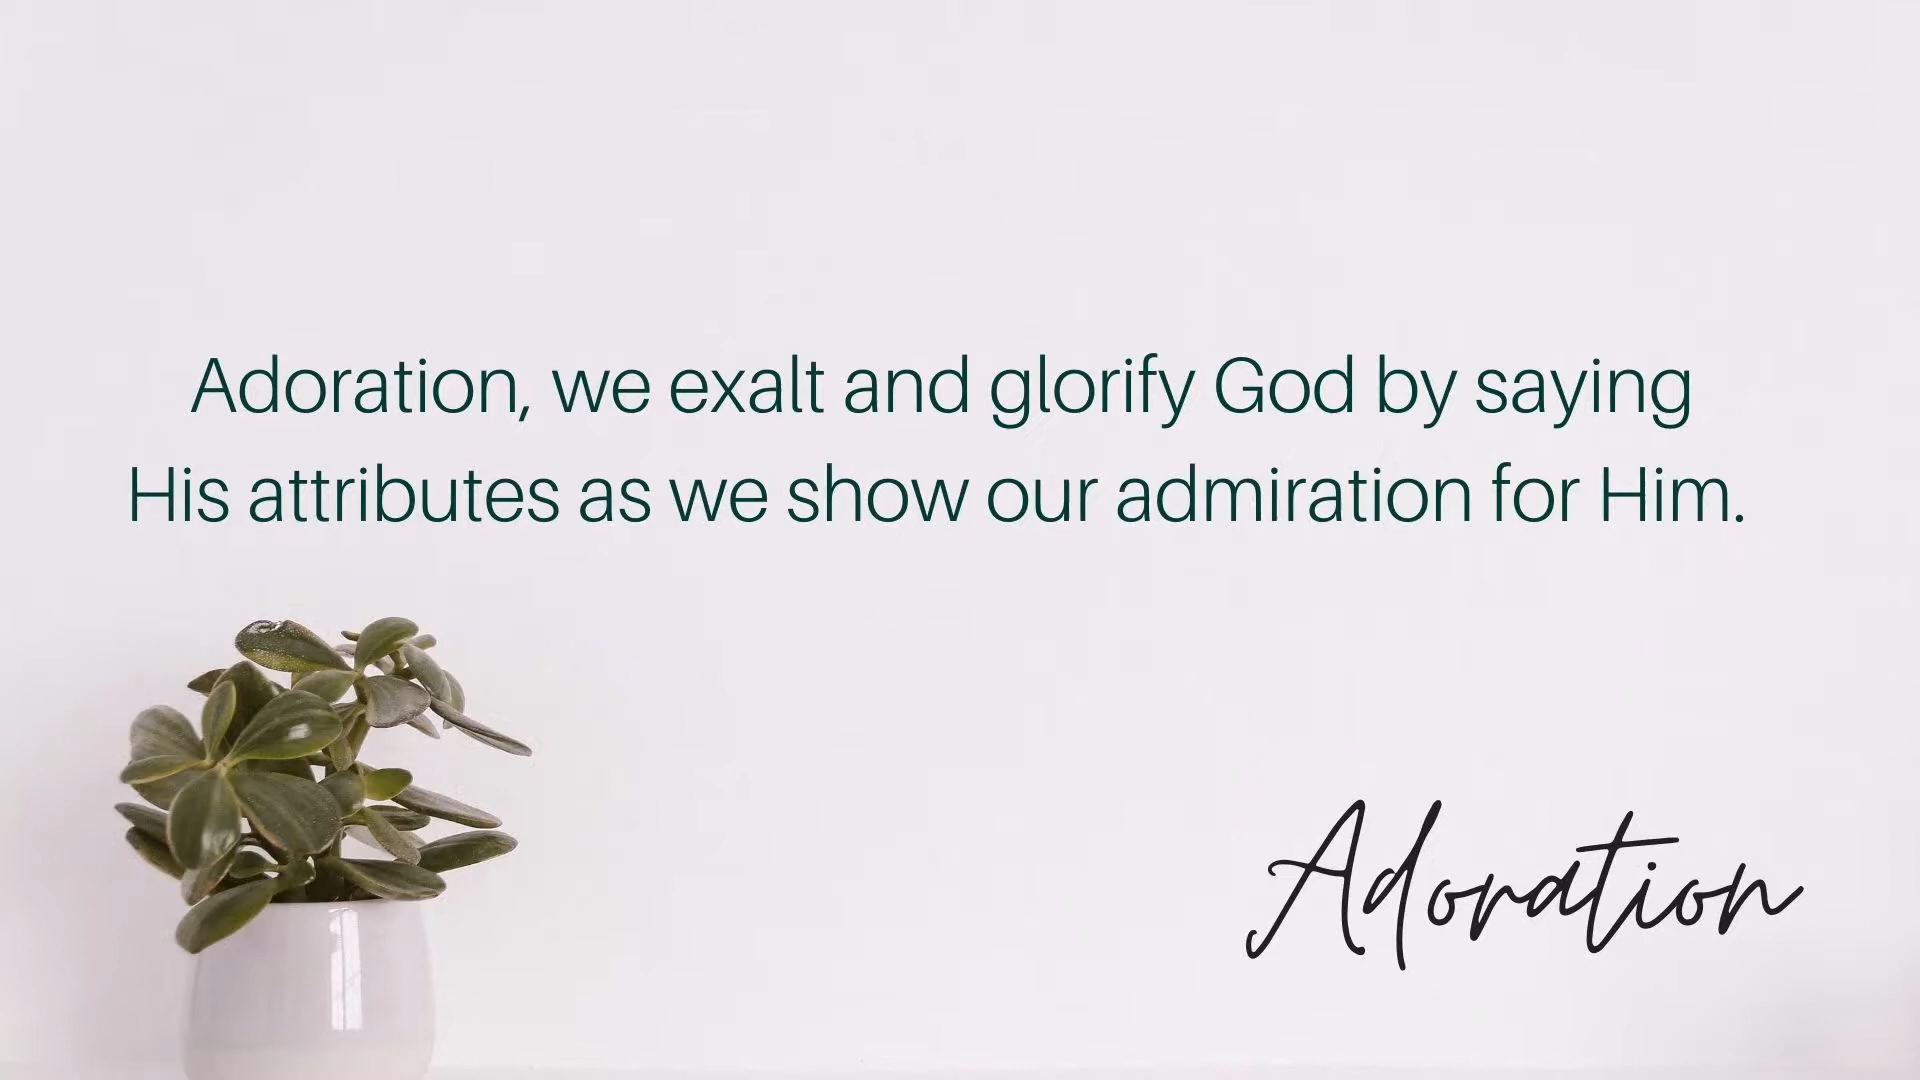 Adoration, we exalt and glorify God by saying
His attributes as we show our admiration for Him.
Adoration